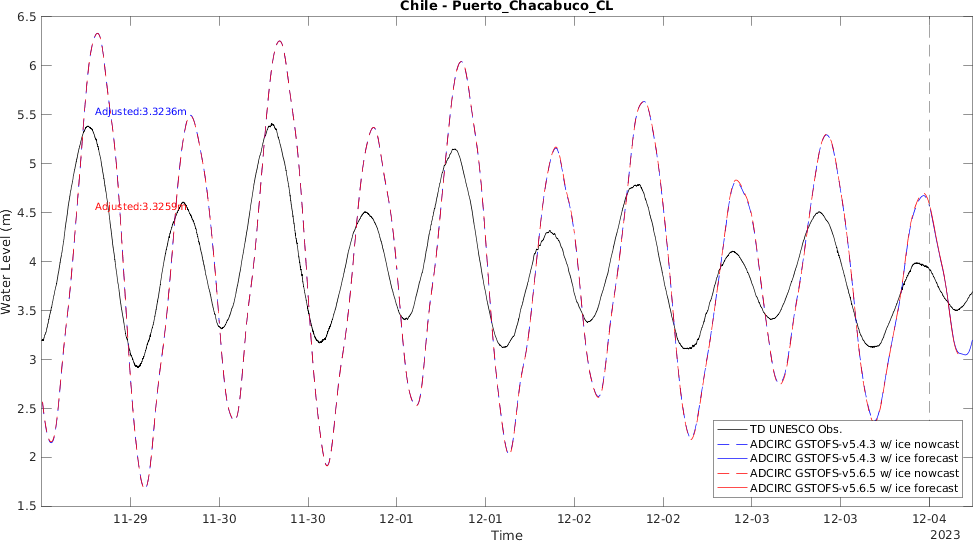 Chile - Puerto_Chacabuco_CL
6.5
6
5.5
5
4.5
4
3.5
3
2.5
2
1.5
Water Level (m)
Adjusted:3.3236m
Adjusted:3.3259m
TD UNESCO Obs.
ADCIRC GSTOFS-v5.4.3 w/ ice nowcast
ADCIRC GSTOFS-v5.4.3 w/ ice forecast
ADCIRC GSTOFS-v5.6.5 w/ ice nowcast
ADCIRC GSTOFS-v5.6.5 w/ ice forecast
11-29
11-30
11-30
12-01
12-01
12-02
12-02
12-03
12-03
12-04
2023
Time